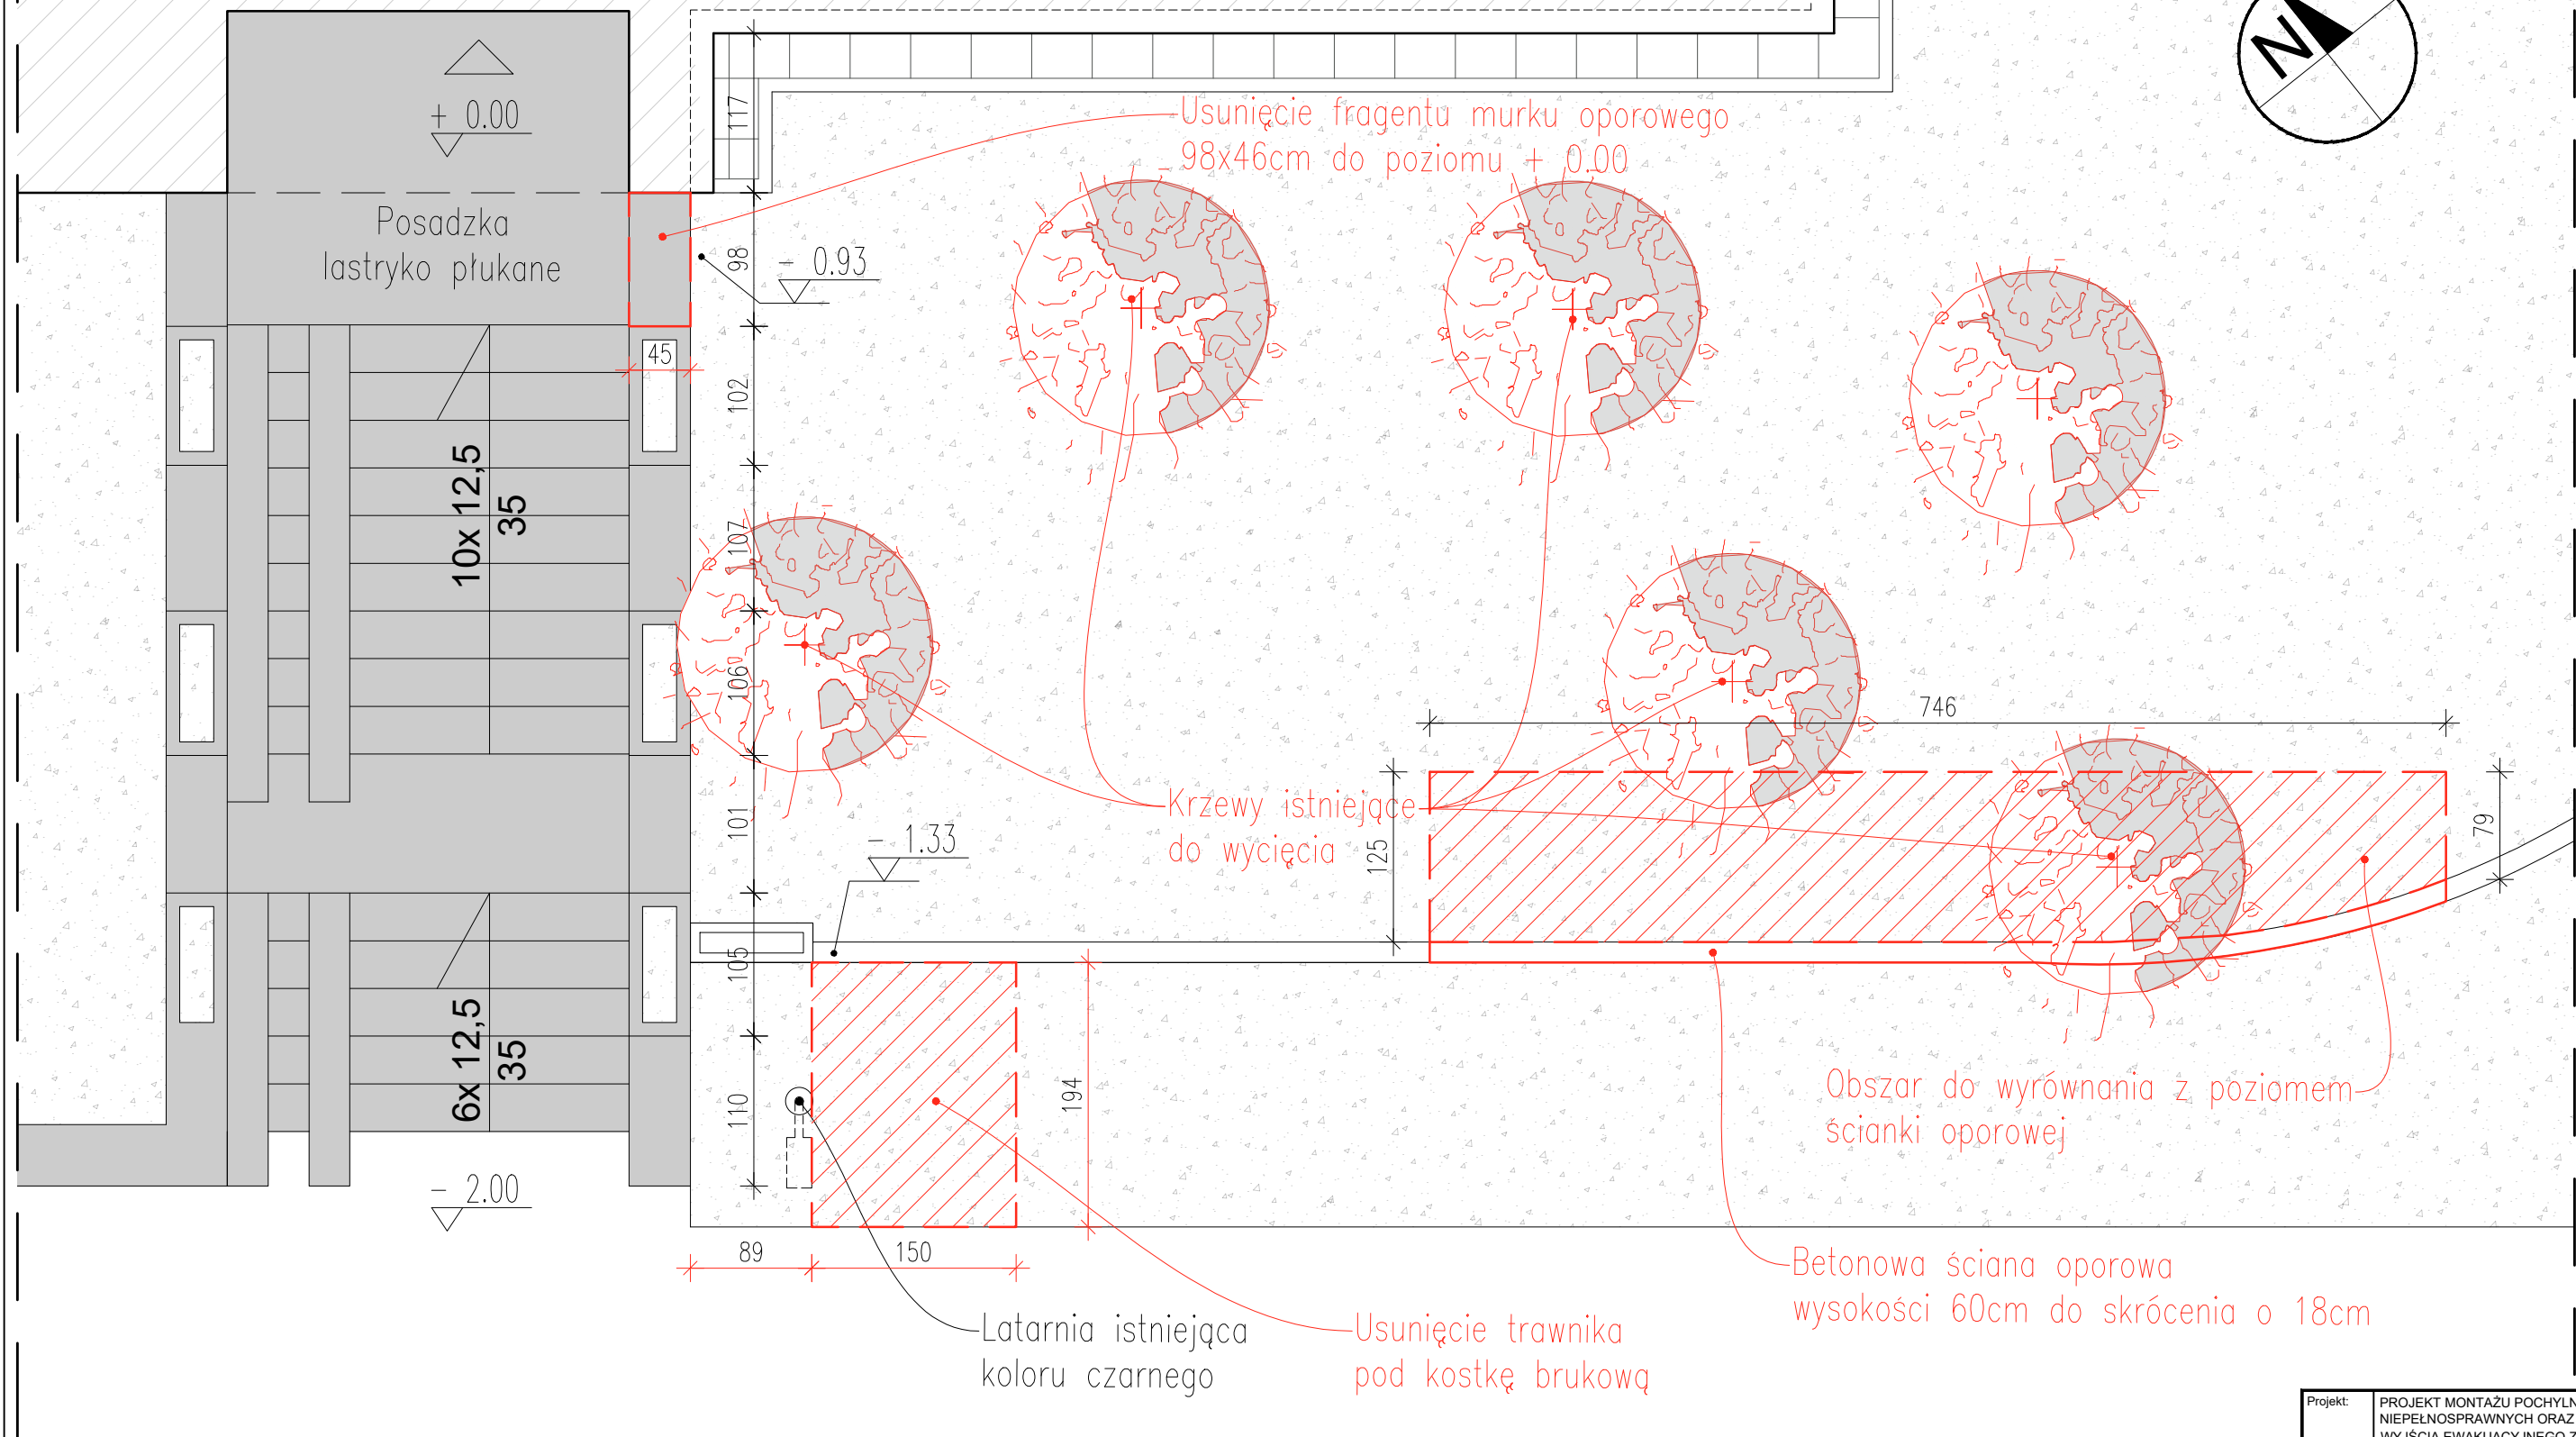 N
+ 0.00
117
Usunięcie fragentu murku oporowego
98x46cm do poziomu + 0.00
Posadzka
lastryko płukane
98
- 0.93
45
102
10x 12,5
35
107
106
746
101
Krzewy istniejące
do wycięcia
125
79
- 1.33
105
6x 12,5
35
110
194
Obszar do wyrównania z poziomem
ścianki oporowej
- 2.00
89
150
Betonowa ściana oporowa
wysokości 60cm do skrócenia o 18cm
Latarnia istniejąca
koloru czarnego
Usunięcie trawnika
pod kostkę brukową
Projekt:
PROJEKT MONTAŻU POCHYLN
NIEPEŁNOSPRAWNYCH ORAZ
WYJŚCIA EWAKUACYJNEGO Z